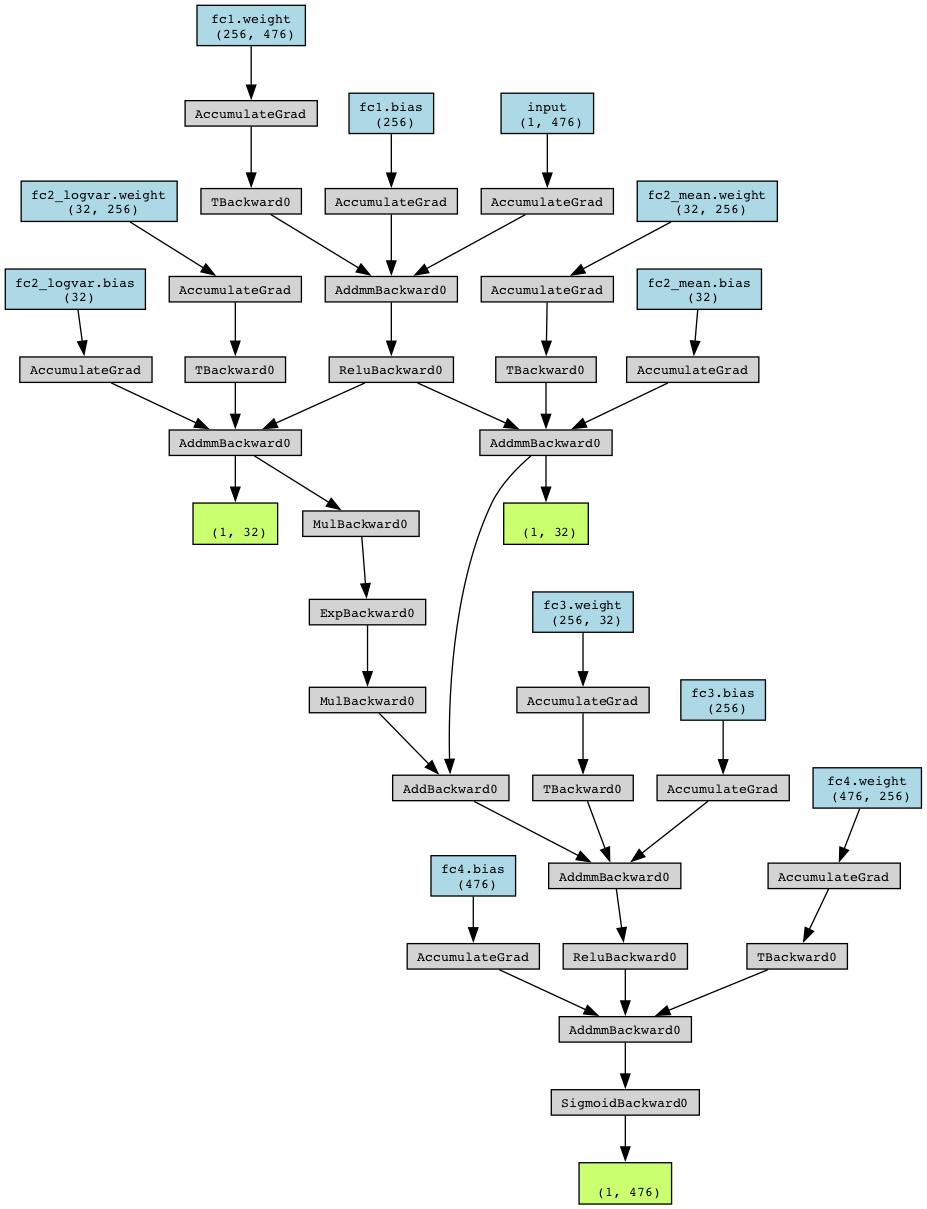 fc1.weight
(256, 476)
AccumulateGrad
fc1.bias
(256)
input
(1, 476)
fc2_logvar.weight
(32, 256)
TBackward0
AccumulateGrad
AccumulateGrad
fc2_mean.weight
(32, 256)
fc2_logvar.bias
(32)
AccumulateGrad
AddmmBackward0
AccumulateGrad
fc2_mean.bias
(32)
AccumulateGrad
TBackward0
ReluBackward0
TBackward0
AccumulateGrad
AddmmBackward0
AddmmBackward0
(1, 32)
MulBackward0
(1, 32)
ExpBackward0
fc3.weight
(256, 32)
MulBackward0
AccumulateGrad
fc3.bias
(256)
AddBackward0
TBackward0
AccumulateGrad
fc4.weight
(476, 256)
fc4.bias
(476)
AddmmBackward0
AccumulateGrad
AccumulateGrad
ReluBackward0
TBackward0
AddmmBackward0
SigmoidBackward0
(1, 476)